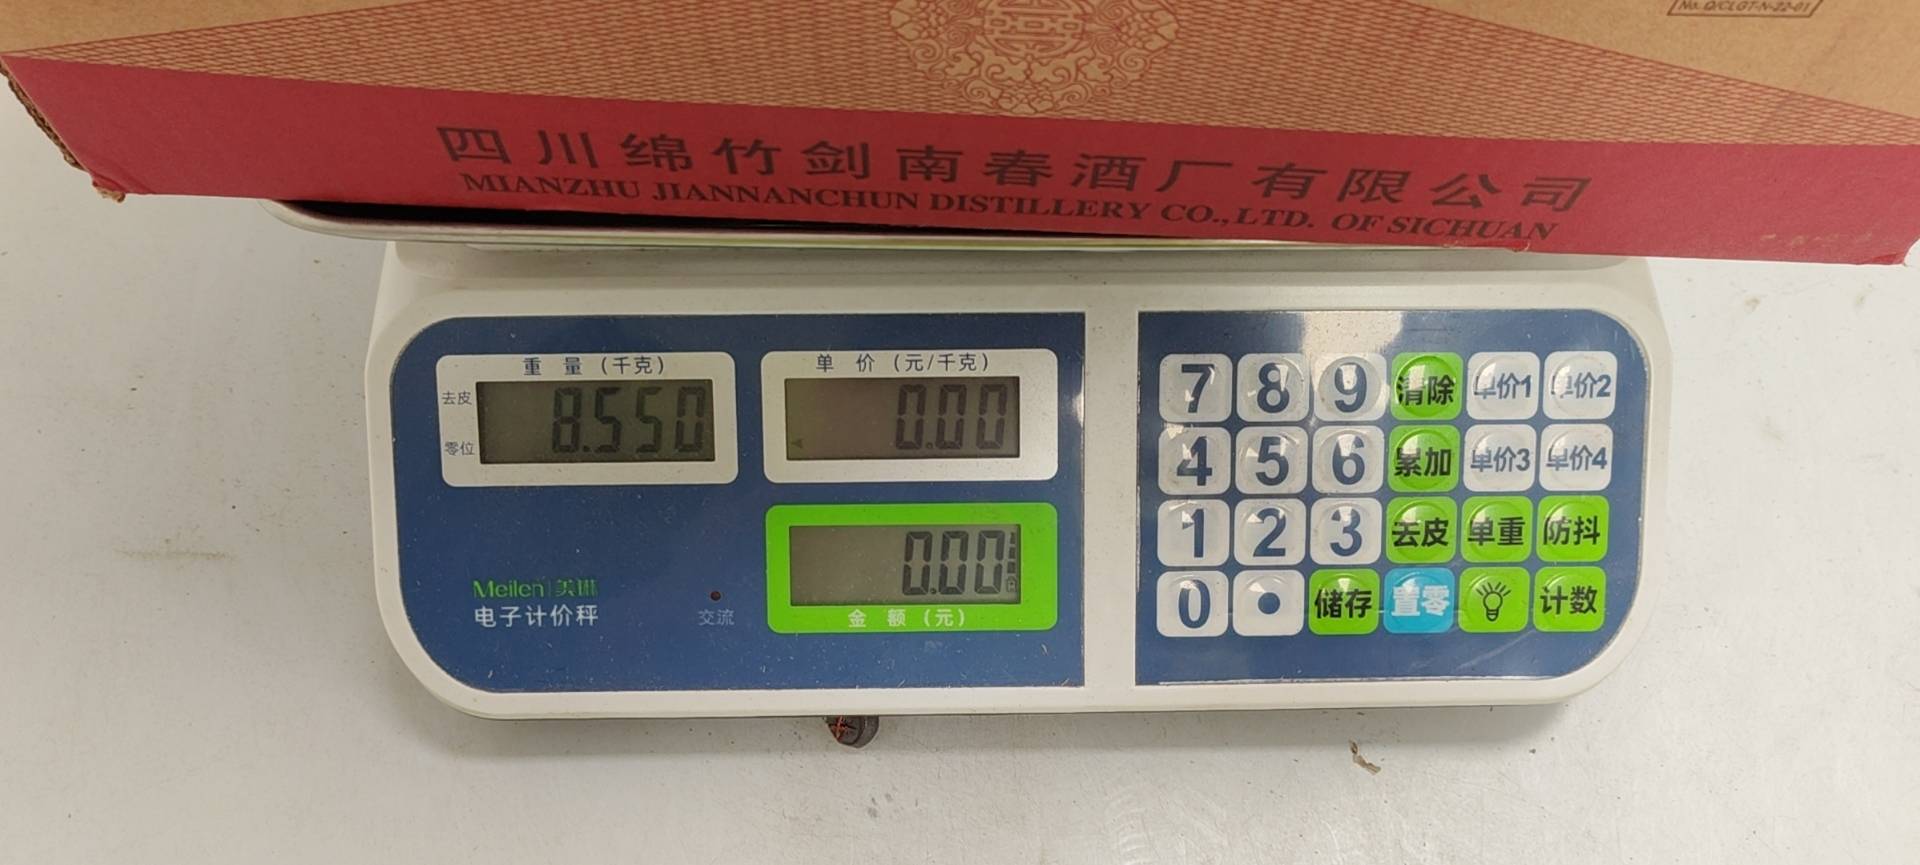 No. Q/CLGT-N-22-01
四川绵竹剑南春酒厂有限公司
MIANZHU JIANNANCHUN DISTILLERY CO.,LTD. OF SICHUAN
重量(千克)
去皮
零位
8.550
单价(元/千克)
0.00
0.00
金额(元)
Meilen 美琳
电子计价秤
交流
7 8 9 清除 单价1 单价2
4 5 6 累加 单价3 单价4
1 2 3 去皮 单重 防抖
0 . 储存 置零 计数